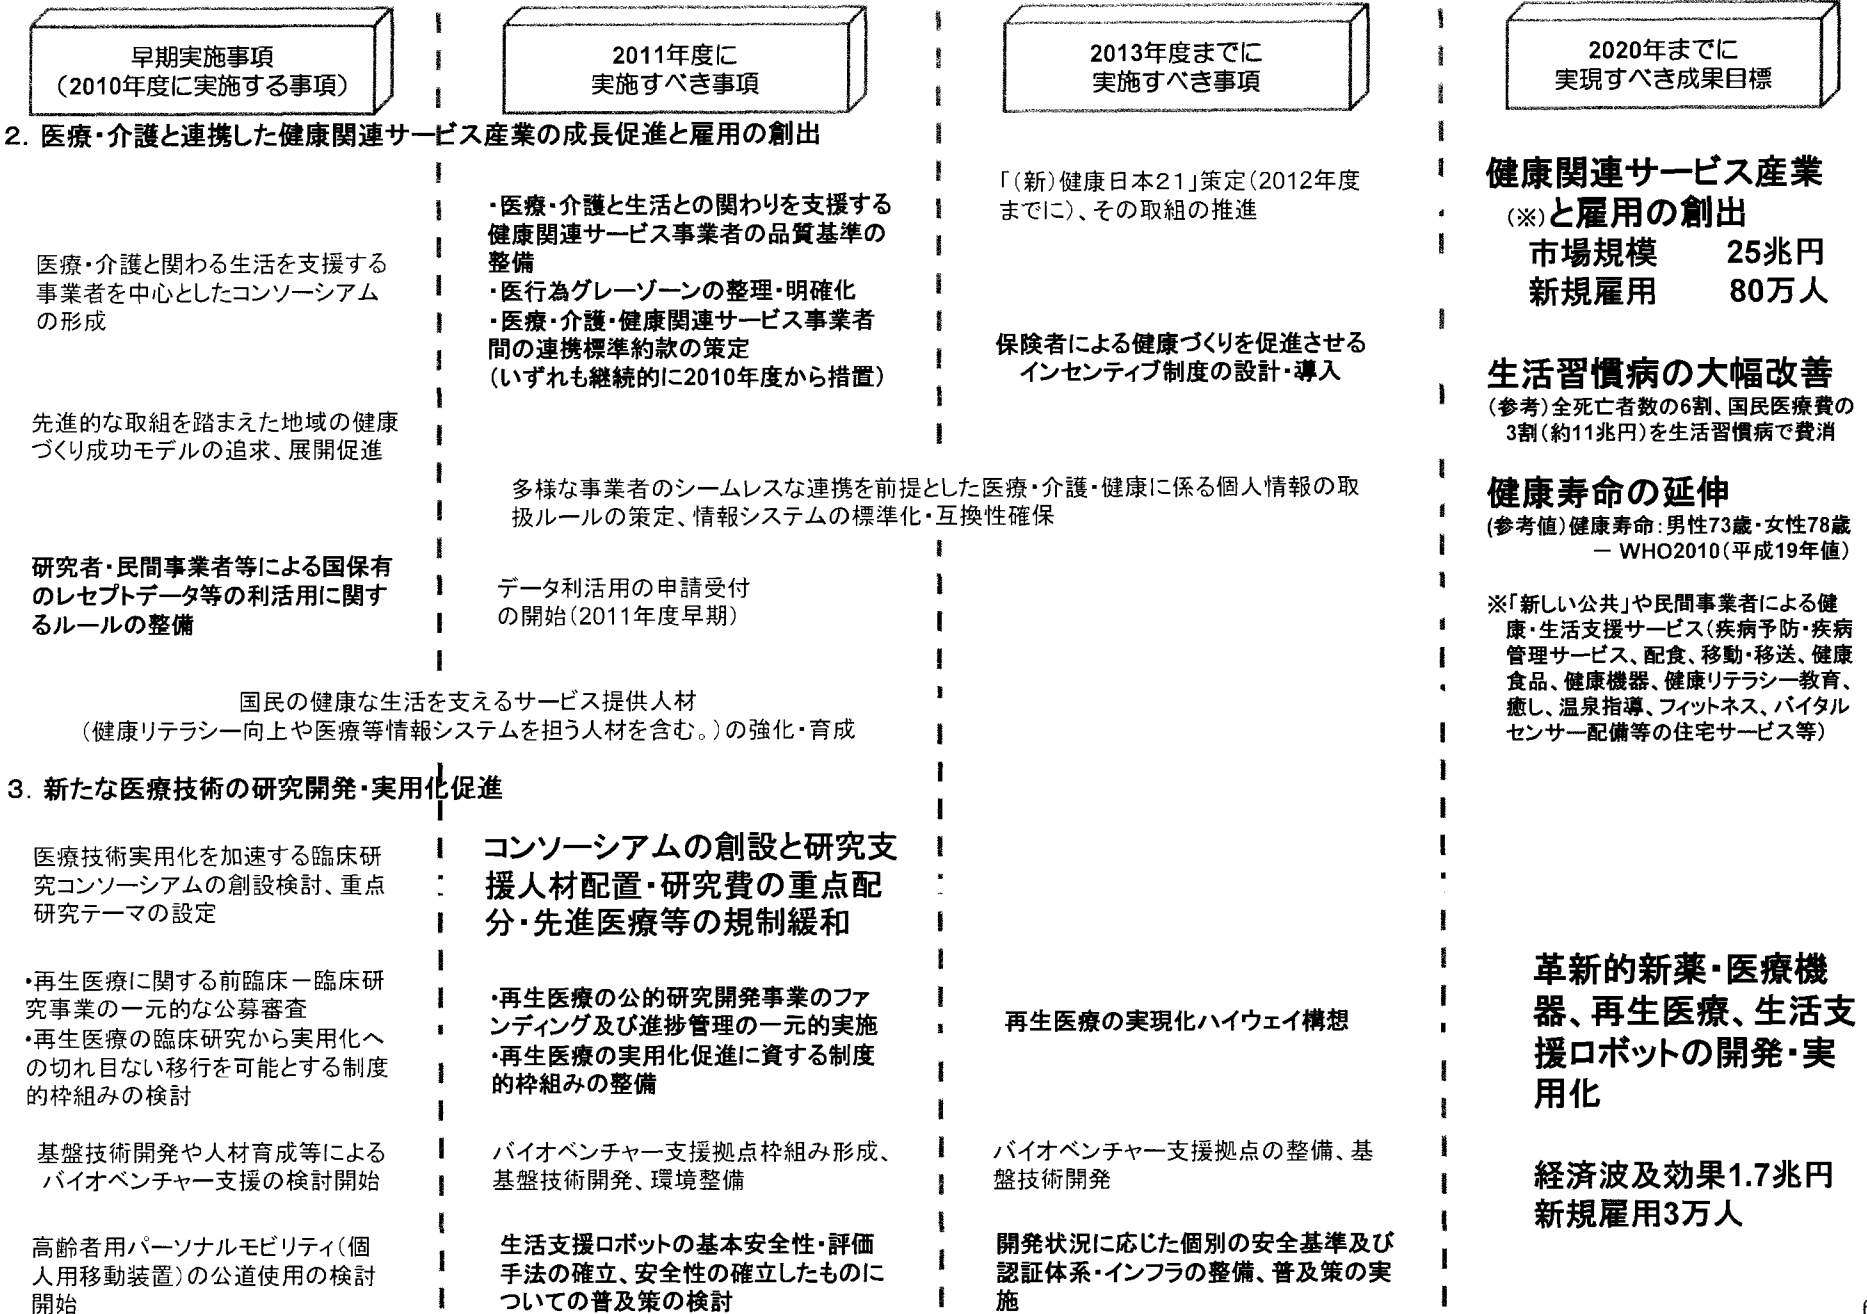 早期実施事項
（2010年度に実施する事項）
2011年度に
実施すべき事項
2013年度までに
実施すべき事項
2020年までに
実現すべき成果目標
２．医療・介護と連携した健康関連サービス産業の成長促進と雇用の創出
医療・介護と関わる生活を支援する
事業者を中心としたコンソーシアム
の形成
先進的な取組を踏まえた地域の健康
づくり成功モデルの追求、展開促進
研究者・民間事業者等による国保有
のレセプトデータ等の利活用に関す
るルールの整備
・医療・介護と生活との関わりを支援する
健康関連サービス事業者の品質基準の
整備
・医行為グレーゾーンの整理・明確化
・医療・介護・健康関連サービス事業者
間の連携標準約款の策定
（いずれも継続的に2010年度から措置）
「（新）健康日本２１」策定（2012年度
までに）、その取組の推進
保険者による健康づくりを促進させる
インセンティブ制度の設計・導入
多様な事業者のシームレスな連携を前提とした医療・介護・健康に係る個人情報の取
扱ルールの策定、情報システムの標準化・互換性確保
データ利活用の申請受付
の開始（2011年度早期）
国民の健康な生活を支えるサービス提供人材
（健康リテラシー向上や医療等情報システムを担う人材を含む。）の強化・育成
健康関連サービス産業
（※）と雇用の創出
市場規模 25兆円
新規雇用 80万人
生活習慣病の大幅改善
（参考）全死亡者数の6割、国民医療費の
3割（約11兆円）を生活習慣病で費消
健康寿命の延伸
(参考値）健康寿命：男性73歳・女性78歳
－ WHO2010（平成19年値）
※「新しい公共」や民間事業者による健
康・生活支援サービス（疾病予防・疾病
管理サービス、配食、移動・移送、健康
食品、健康機器、健康リテラシー教育、
癒し、温泉指導、フィットネス、バイタル
センサー配備等の住宅サービス等）
３．新たな医療技術の研究開発・実用化促進
医療技術実用化を加速する臨床研
究コンソーシアムの創設検討、重点
研究テーマの設定
・再生医療に関する前臨床－臨床研
究事業の一元的な公募審査
・再生医療の臨床研究から実用化へ
の切れ目ない移行を可能とする制度
的枠組みの検討
基盤技術開発や人材育成等による
バイオベンチャー支援の検討開始
高齢者用パーソナルモビリティ（個
人用移動装置）の公道使用の検討
開始
コンソーシアムの創設と研究支
援人材配置・研究費の重点配
分・先進医療等の規制緩和
・再生医療の公的研究開発事業のファ
ンディング及び進捗管理の一元的実施
・再生医療の実用化促進に資する制度
的枠組みの整備
バイオベンチャー支援拠点枠組み形成、
基盤技術開発、環境整備
生活支援ロボットの基本安全性・評価
手法の確立、安全性の確立したものに
ついての普及策の検討
再生医療の実現化ハイウェイ構想
バイオベンチャー支援拠点の整備、基
盤技術開発
開発状況に応じた個別の安全基準及び
認証体系・インフラの整備、普及策の実
施
革新的新薬・医療機
器、再生医療、生活支
援ロボットの開発・実
用化
経済波及効果1.7兆円
新規雇用3万人